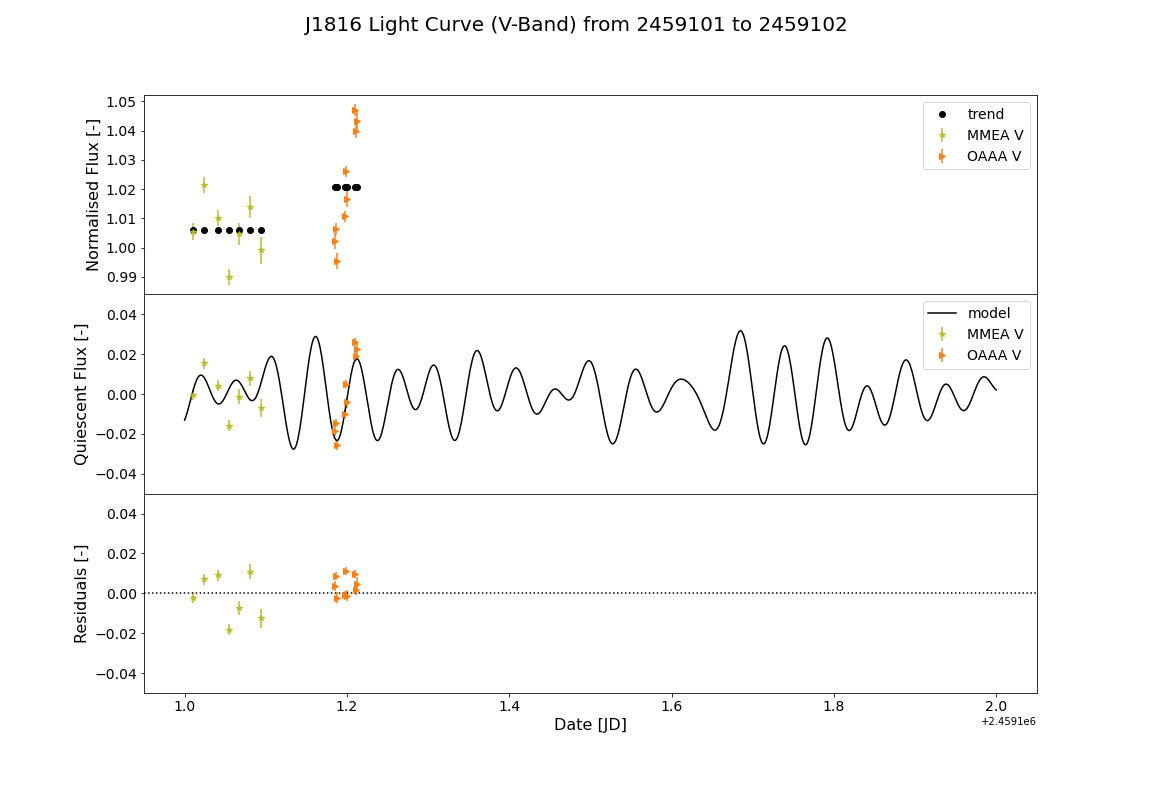 J1816 Light Curve (V-Band) from 2459101 to 2459102
1.05
1.04
1.03
1.02
1.01
1.00
0.99
Normalised Flux [-]
trend
MMEA V
OAAA V
0.04
0.02
0.00
−0.02
−0.04
Quiescent Flux [-]
model
MMEA V
OAAA V
0.04
0.02
0.00
−0.02
−0.04
Residuals [-]
1.0 1.2 1.4 1.6 1.8 2.0
+2.4591e6
Date [JD]